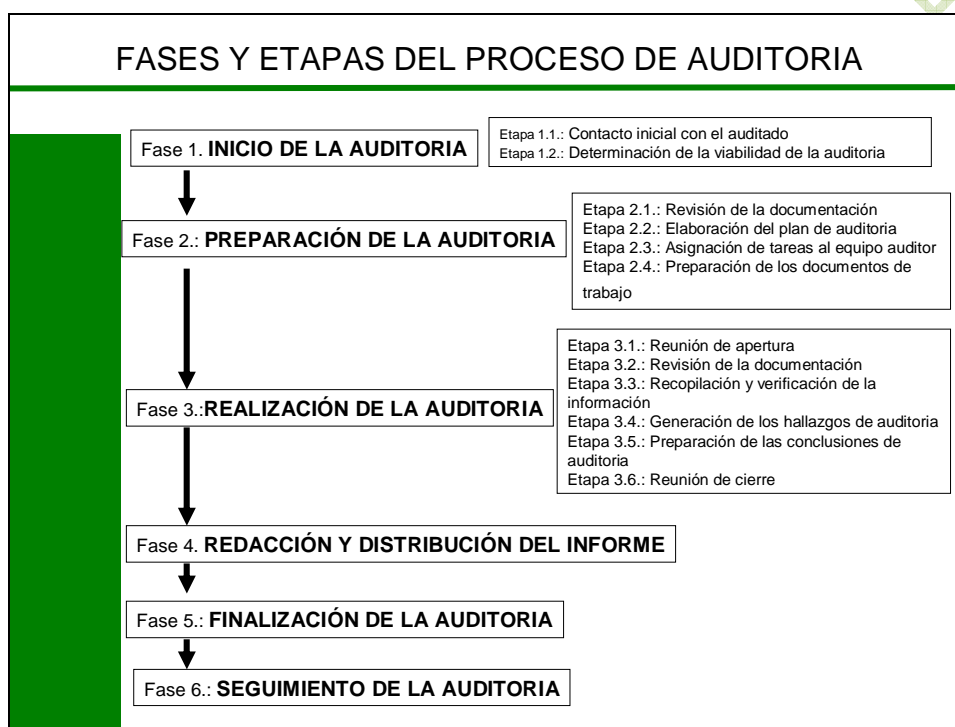 FASES Y ETAPAS DEL PROCESO DE AUDITORIA
Fase 1. INICIO DE LA AUDITORIA
Etapa 1.1.: Contacto inicial con el auditado
Etapa 1.2.: Determinación de la viabilidad de la auditoria
Fase 2.: PREPARACIÓN DE LA AUDITORIA
Etapa 2.1.: Revisión de la documentación
Etapa 2.2.: Elaboración del plan de auditoria
Etapa 2.3.: Asignación de tareas al equipo auditor
Etapa 2.4.: Preparación de los documentos de
trabajo
Fase 3.:REALIZACIÓN DE LA AUDITORIA
Etapa 3.1.: Reunión de apertura
Etapa 3.2.: Revisión de la documentación
Etapa 3.3.: Recopilación y verificación de la
información
Etapa 3.4.: Generación de los hallazgos de auditoria
Etapa 3.5.: Preparación de las conclusiones de
auditoria
Etapa 3.6.: Reunión de cierre
Fase 4. REDACCIÓN Y DISTRIBUCIÓN DEL INFORME
Fase 5.: FINALIZACIÓN DE LA AUDITORIA
Fase 6.: SEGUIMIENTO DE LA AUDITORIA